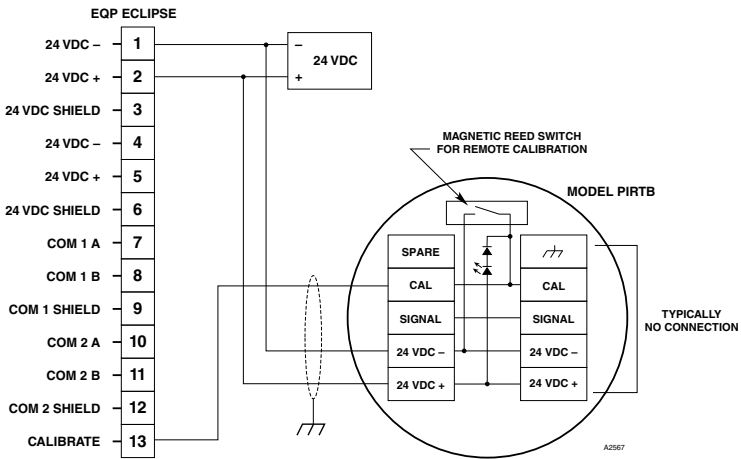 EQP ECLIPSE
24 VDC – 1
24 VDC + 2
24 VDC SHIELD 3
24 VDC – 4
24 VDC + 5
24 VDC SHIELD 6
COM 1 A 7
COM 1 B 8
COM 1 SHIELD 9
COM 2 A 10
COM 2 B 11
COM 2 SHIELD 12
CALIBRATE 13
–
24 VDC
+
MAGNETIC REED SWITCH
FOR REMOTE CALIBRATION
MODEL PIRTB
SPARE
CAL
SIGNAL
24 VDC –
24 VDC +
CAL
SIGNAL
24 VDC –
24 VDC +
TYPICALLY
NO CONNECTION
A2567